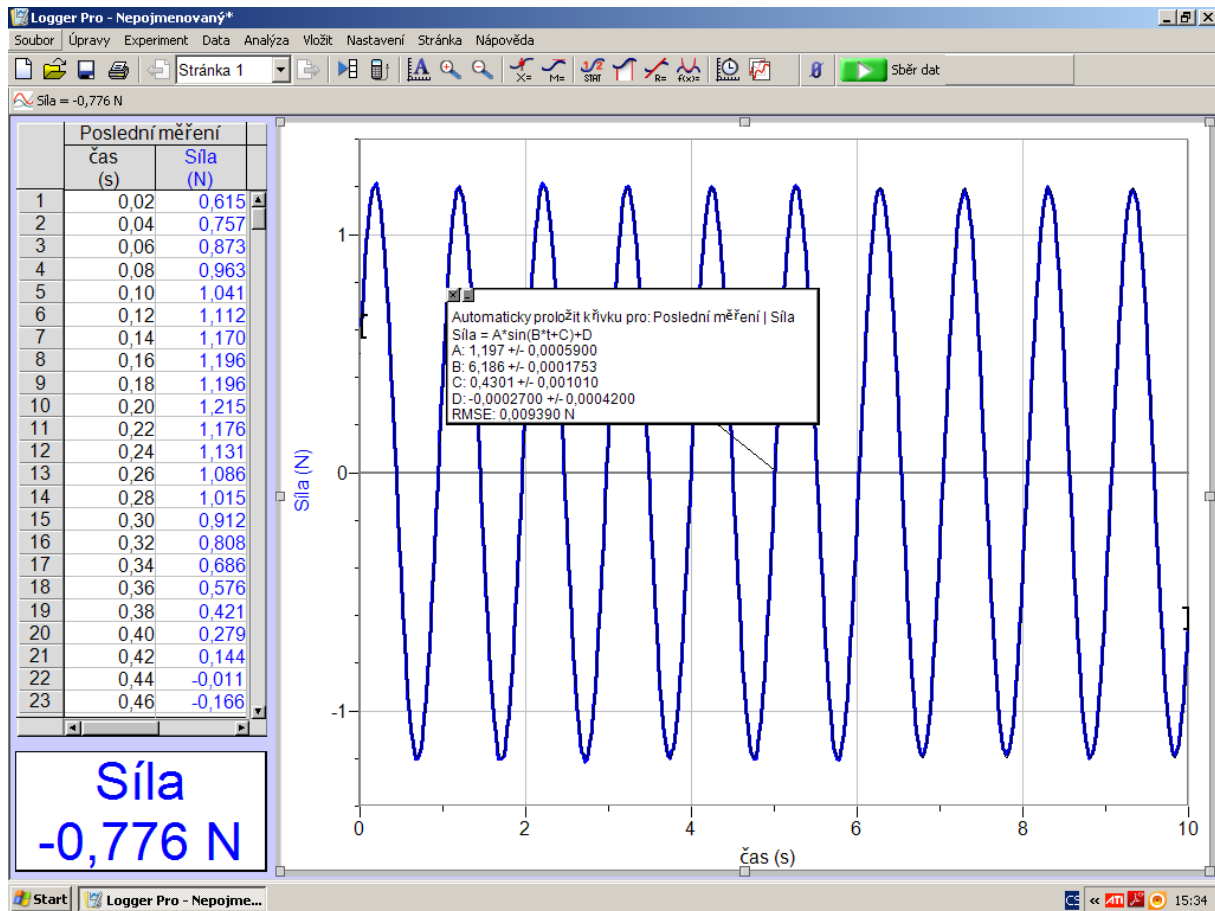 Logger Pro - Nepojmenovaný*
Soubor Úpravy Experiment Data Analýza Vložit Nastavení Stránka Nápověda
Stránka 1 Sběr dat
Síla = -0,776 N
Poslední měření
čas Síla
(s) (N)
1 0,02 0,615
2 0,04 0,757
3 0,06 0,873
4 0,08 0,963
5 0,10 1,041
6 0,12 1,112
7 0,14 1,170
8 0,16 1,196
9 0,18 1,196
10 0,20 1,215
11 0,22 1,176
12 0,24 1,131
13 0,26 1,086
14 0,28 1,015
15 0,30 0,912
16 0,32 0,808
17 0,34 0,686
18 0,36 0,576
19 0,38 0,421
20 0,40 0,279
21 0,42 0,144
22 0,44 -0,011
23 0,46 -0,166
Síla
-0,776 N
Síla (N)
1
0
-1
Automaticky proložit křivku pro: Poslední měření | Síla
Síla = A*sin(B*t+C)+D
A: 1,197 +/- 0,0005900
B: 6,186 +/- 0,0001753
C: 0,4301 +/- 0,001010
D: -0,0002700 +/- 0,0004200
RMSE: 0,009390 N
0 2 4 6 8 10
čas (s)
Start Logger Pro - Nepojme... CS « ATI 15:34